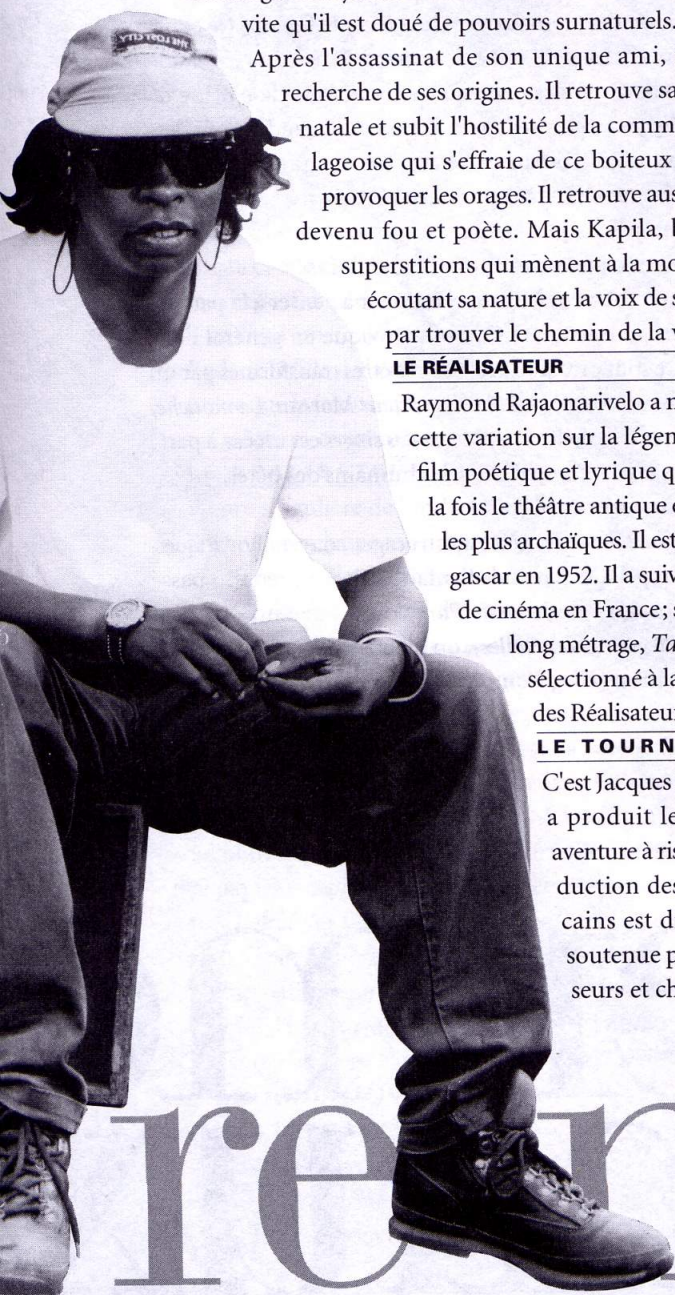 THE LOST CITY
vite qu'il est doué de pouvoirs surnaturels.
Après l'assassinat de son unique ami,
recherche de ses origines. Il retrouve sa
natale et subit l'hostilité de la comm
lageoise qui s'effraie de ce boiteux
provoquer les orages. Il retrouve aus
devenu fou et poète. Mais Kapila, 
superstitions qui mènent à la mo
écoutant sa nature et la voix de s
par trouver le chemin de la v
LE RÉALISATEUR
Raymond Rajaonarivelo a 
cette variation sur la légen
film poétique et lyrique q
la fois le théâtre antique 
les plus archaïques. Il est
gascar en 1952. Il a suiv
de cinéma en France; s
long métrage, Ta
sélectionné à la
des Réalisateur
LE TOURN
C'est Jacques
a produit le
aventure à ris
duction des
cains est d
soutenue p
seurs et ch
re